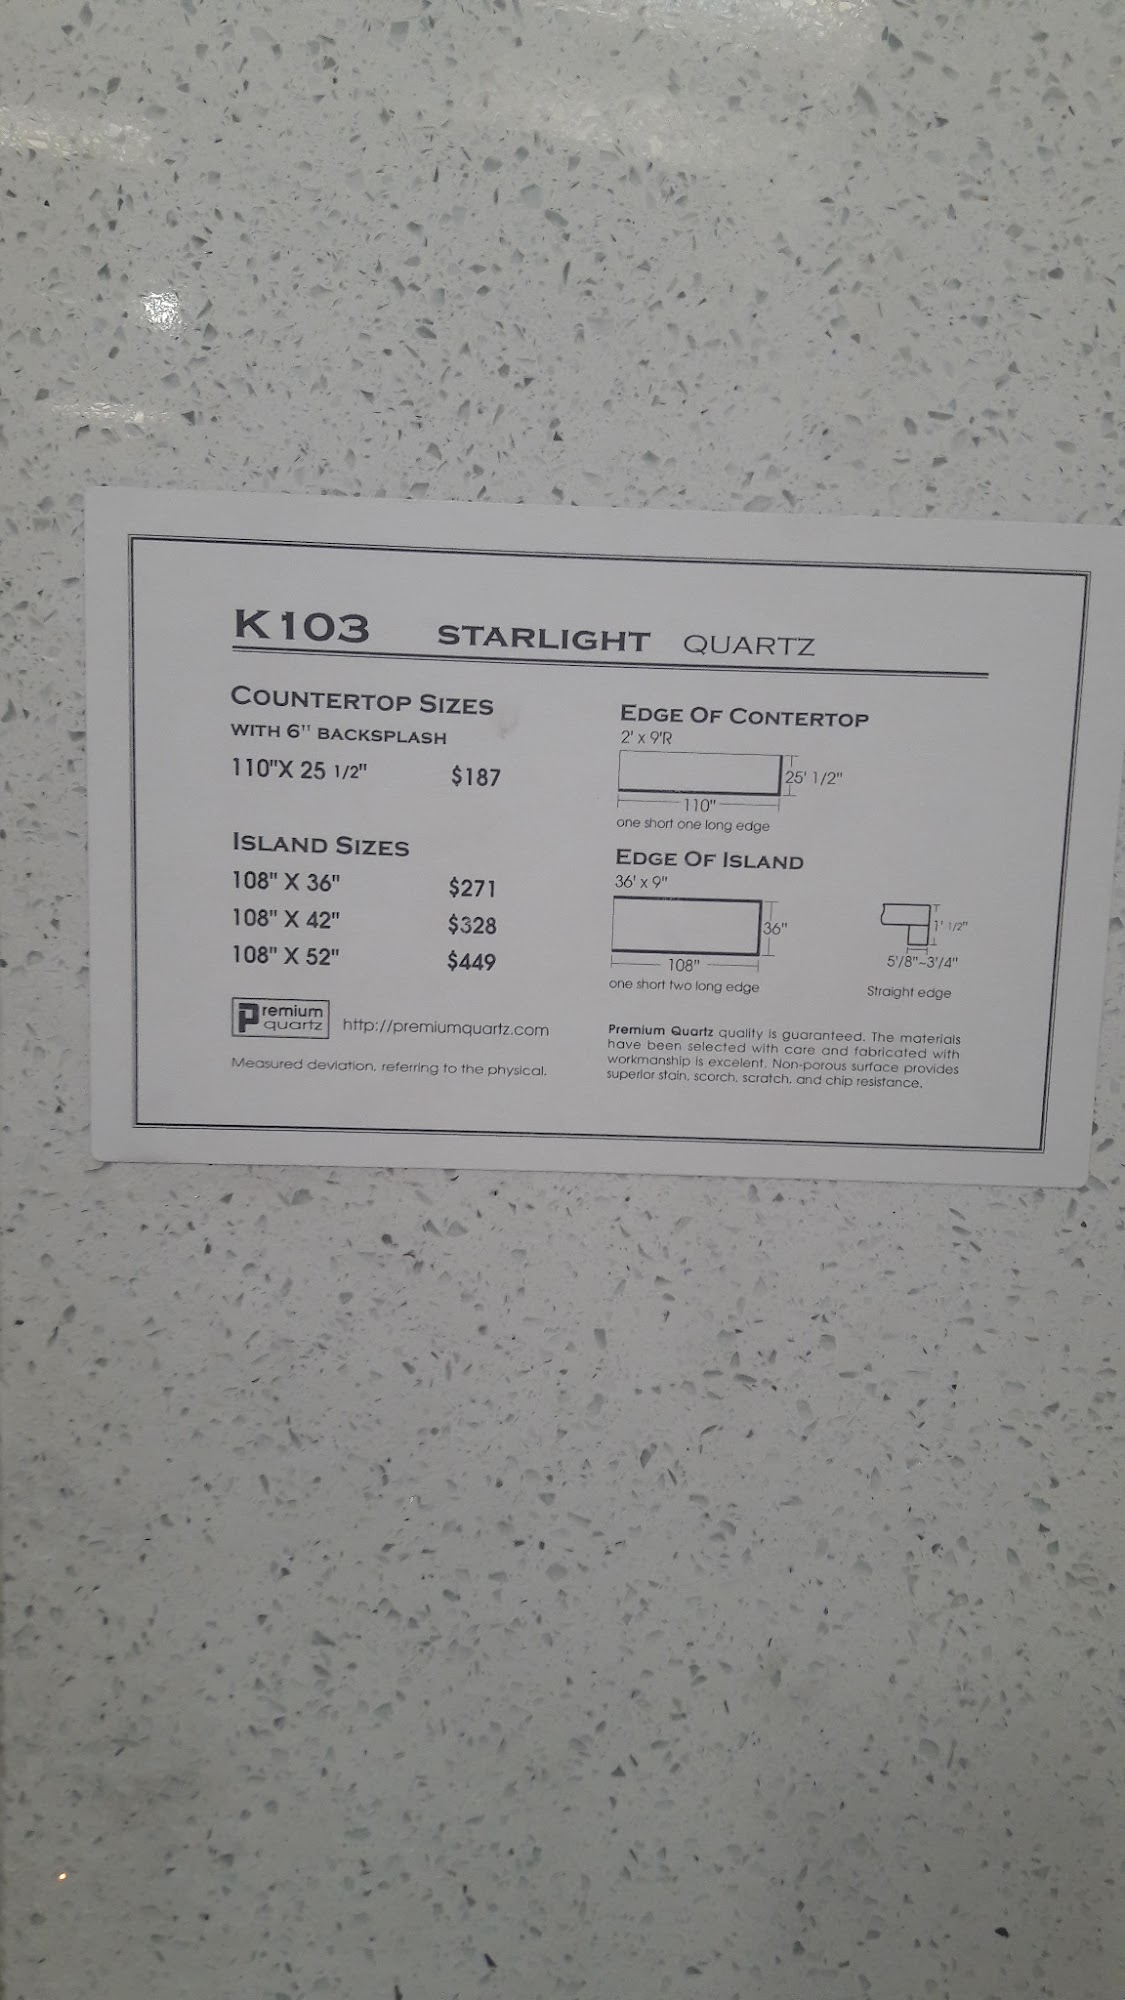 K103 STARLIGHT QUARTZ
COUNTERTOP SIZES
WITH 6" BACKSPLASH
110"X 25 1/2" $187
ISLAND SIZES
108" X 36" $271
108" X 42" $328
108" X 52" $449
Premium
quartz
http://premiumquartz.com
Measured deviation, referring to the physical.
EDGE OF CONTERTOP
2' x 9'R
25' 1/2"
110"
one short one long edge
EDGE OF ISLAND
36' x 9"
36"
108"
one short two long edge
1' 1/2"
5'/8"~3'/4"
Straight edge
Premium Quartz quality is guaranteed. The materials
have been selected with care and fabricated with
workmanship is excelent. Non-porous surface provides
superior stain, scorch, scratch, and chip resistance.